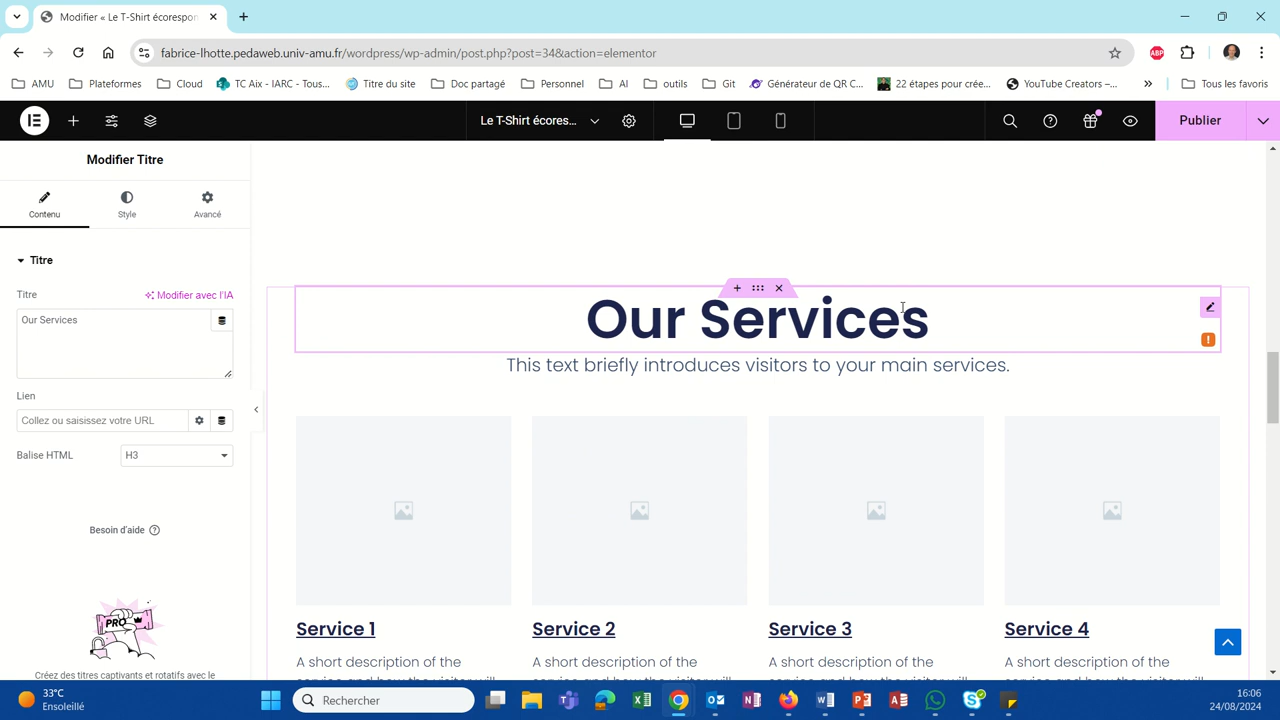 Modifier « Le T-Shirt écorespon
fabrice-lhotte.pedaweb.univ-amu.fr/wordpress/wp-admin/post.php?post=34&action=elementor
AMU
Plateformes
Cloud
TC Aix - IARC - Tous...
Titre du site
Doc partagé
Personnel
AI
outils
Git
Générateur de QR C...
22 étapes pour crée...
YouTube Creators –...
Tous les favoris
ABP
Le T-Shirt écores...
Publier
Modifier Titre
Contenu
Style
Avancé
Titre
Titre
Modifier avec l'IA
Our Services
Lien
Collez ou saisissez votre URL
Balise HTML
H3
Besoin d'aide
PRO
Créez des titres captivants et rotatifs avec le
Our Services
This text briefly introduces visitors to your main services.
Service 1
Service 2
Service 3
Service 4
A short description of the
A short description of the
A short description of the
A short description of the
33°C
Ensoleillé
Rechercher
16:06
24/08/2024